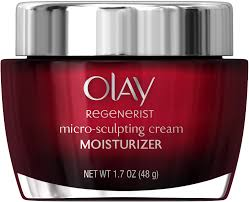 OLAY
REGENERIST
micro-sculpting cream
MOISTURIZER
NET WT 1.7 OZ (48 g)